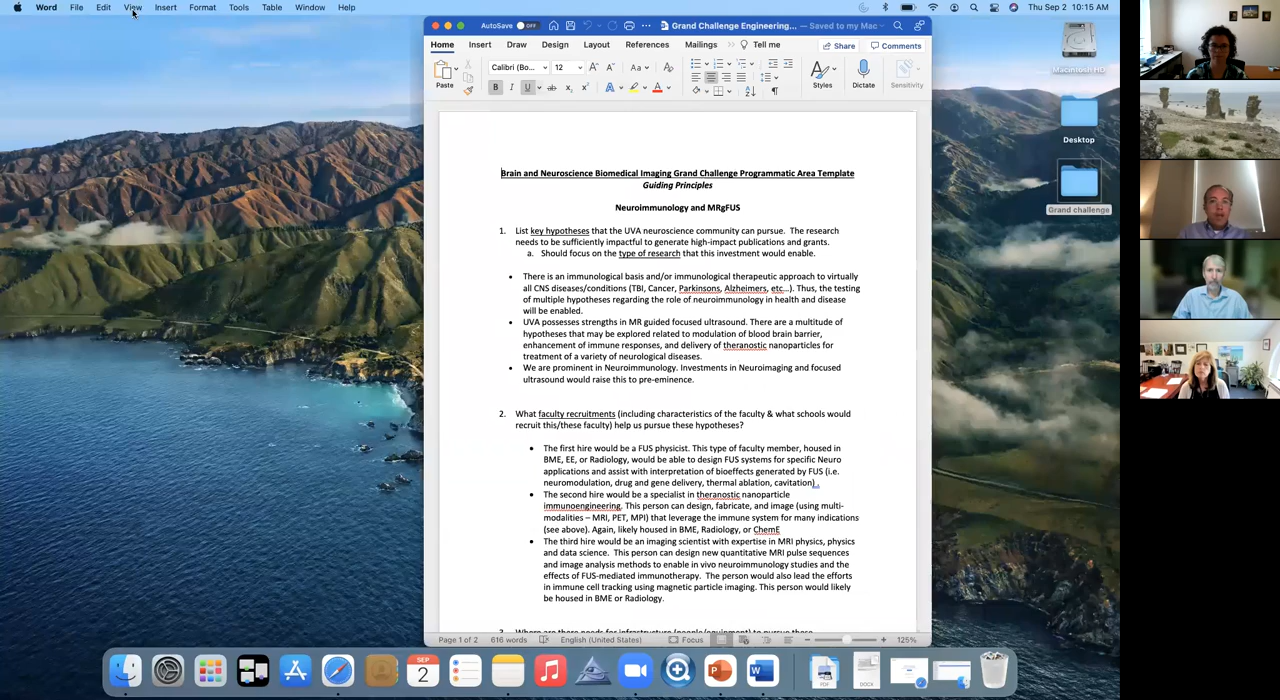 Word File Edit View Insert Format Tools Table Window Help
Thu Sep 2 10:15 AM
AutoSave OFF
Grand Challenge Engineering... — Saved to my Mac
Home Insert Draw Design Layout References Mailings Tell me
Share Comments
Paste
Calibri (Bo... 12
Styles Dictate Sensitivity
Brain and Neuroscience Biomedical Imaging Grand Challenge Programmatic Area Template
Guiding Principles
Neuroimmunology and MRgFUS
1. List key hypotheses that the UVA neuroscience community can pursue. The research
needs to be sufficiently impactful to generate high-impact publications and grants.
a. Should focus on the type of research that this investment would enable.
• There is an immunological basis and/or immunological therapeutic approach to virtually
all CNS diseases/conditions (TBI, Cancer, Parkinsons, Alzheimers, etc...). Thus, the testing
of multiple hypotheses regarding the role of neuroimmunology in health and disease
will be enabled.
• UVA possesses strengths in MR guided focused ultrasound. There are a multitude of
hypotheses that may be explored related to modulation of blood brain barrier,
enhancement of immune responses, and delivery of theranostic nanoparticles for
treatment of a variety of neurological diseases.
• We are prominent in Neuroimmunology. Investments in Neuroimaging and focused
ultrasound would raise this to pre-eminence.
2. What faculty recruitments (including characteristics of the faculty & what schools would
recruit this/these faculty) help us pursue these hypotheses?
• The first hire would be a FUS physicist. This type of faculty member, housed in
BME, EE, or Radiology, would be able to design FUS systems for specific Neuro
applications and assist with interpretation of bioeffects generated by FUS (i.e.
neuromodulation, drug and gene delivery, thermal ablation, cavitation) .
• The second hire would be a specialist in theranostic nanoparticle
immunoengineering. This person can design, fabricate, and image (using multi-
modalities – MRI, PET, MPI) that leverage the immune system for many indications
(see above). Again, likely housed in BME, Radiology, or ChemE
• The third hire would be an imaging scientist with expertise in MRI physics, physics
and data science. This person can design new quantitative MRI pulse sequences
and image analysis methods to enable in vivo neuroimmunology studies and the
effects of FUS-mediated immunotherapy. The person would also lead the efforts
in immune cell tracking using magnetic particle imaging. This person would likely
be housed in BME or Radiology.
3. Where are there needs for infrastructure (people/equipment) to pursue these
Page 1 of 2 616 words English (United States) Focus 125%
Macintosh HD
Desktop
Grand challenge
SEP
2